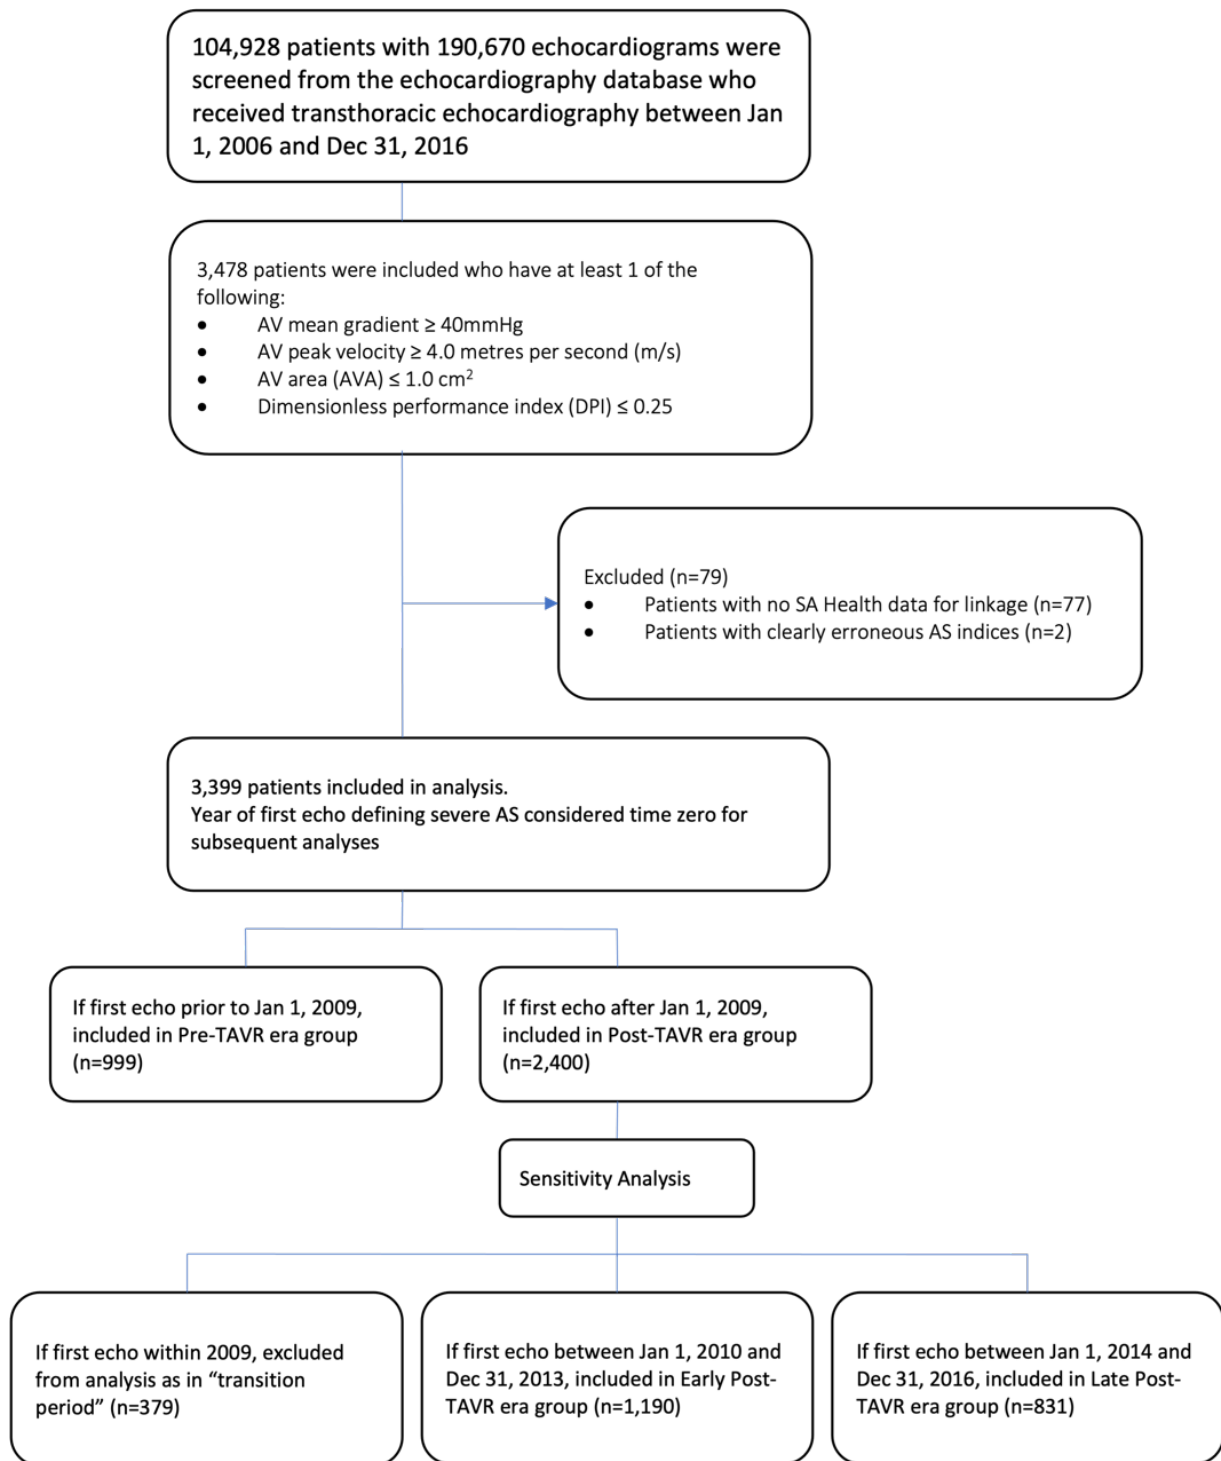 104,928 patients with 190,670 echocardiograms were
screened from the echocardiography database who
received transthoracic echocardiography between Jan
1, 2006 and Dec 31, 2016
3,478 patients were included who have at least 1 of the
following:
• AV mean gradient ≥ 40mmHg
• AV peak velocity ≥ 4.0 metres per second (m/s)
• AV area (AVA) ≤ 1.0 cm²
• Dimensionless performance index (DPI) ≤ 0.25
Excluded (n=79)
• Patients with no SA Health data for linkage (n=77)
• Patients with clearly erroneous AS indices (n=2)
3,399 patients included in analysis.
Year of first echo defining severe AS considered time zero for
subsequent analyses
If first echo prior to Jan 1, 2009,
included in Pre-TAVR era group
(n=999)
If first echo after Jan 1, 2009,
included in Post-TAVR era group
(n=2,400)
Sensitivity Analysis
If first echo within 2009, excluded
from analysis as in “transition
period” (n=379)
If first echo between Jan 1, 2010 and
Dec 31, 2013, included in Early Post-
TAVR era group (n=1,190)
If first echo between Jan 1, 2014 and
Dec 31, 2016, included in Late Post-
TAVR era group (n=831)